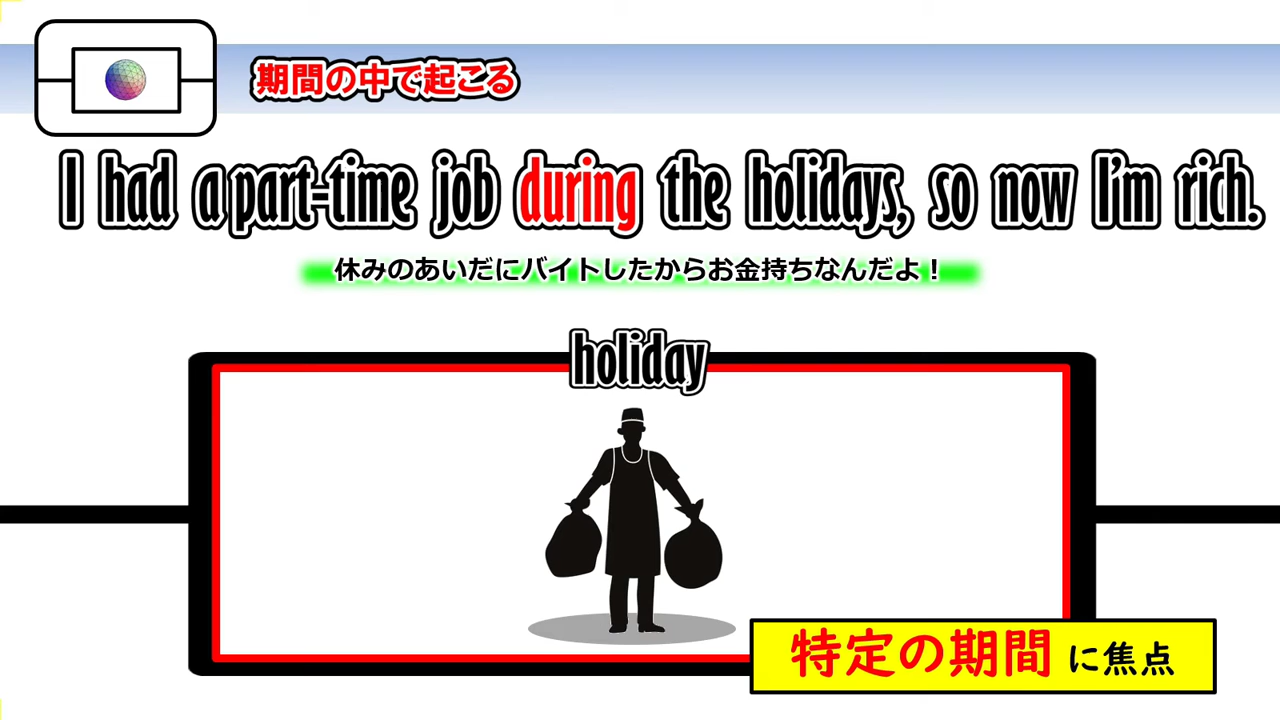 期間の中で起こる
I had a part-time job during the holidays, so now I'm rich.
休みのあいだにバイトしたからお金持ちなんだよ！
holiday
特定の期間に焦点